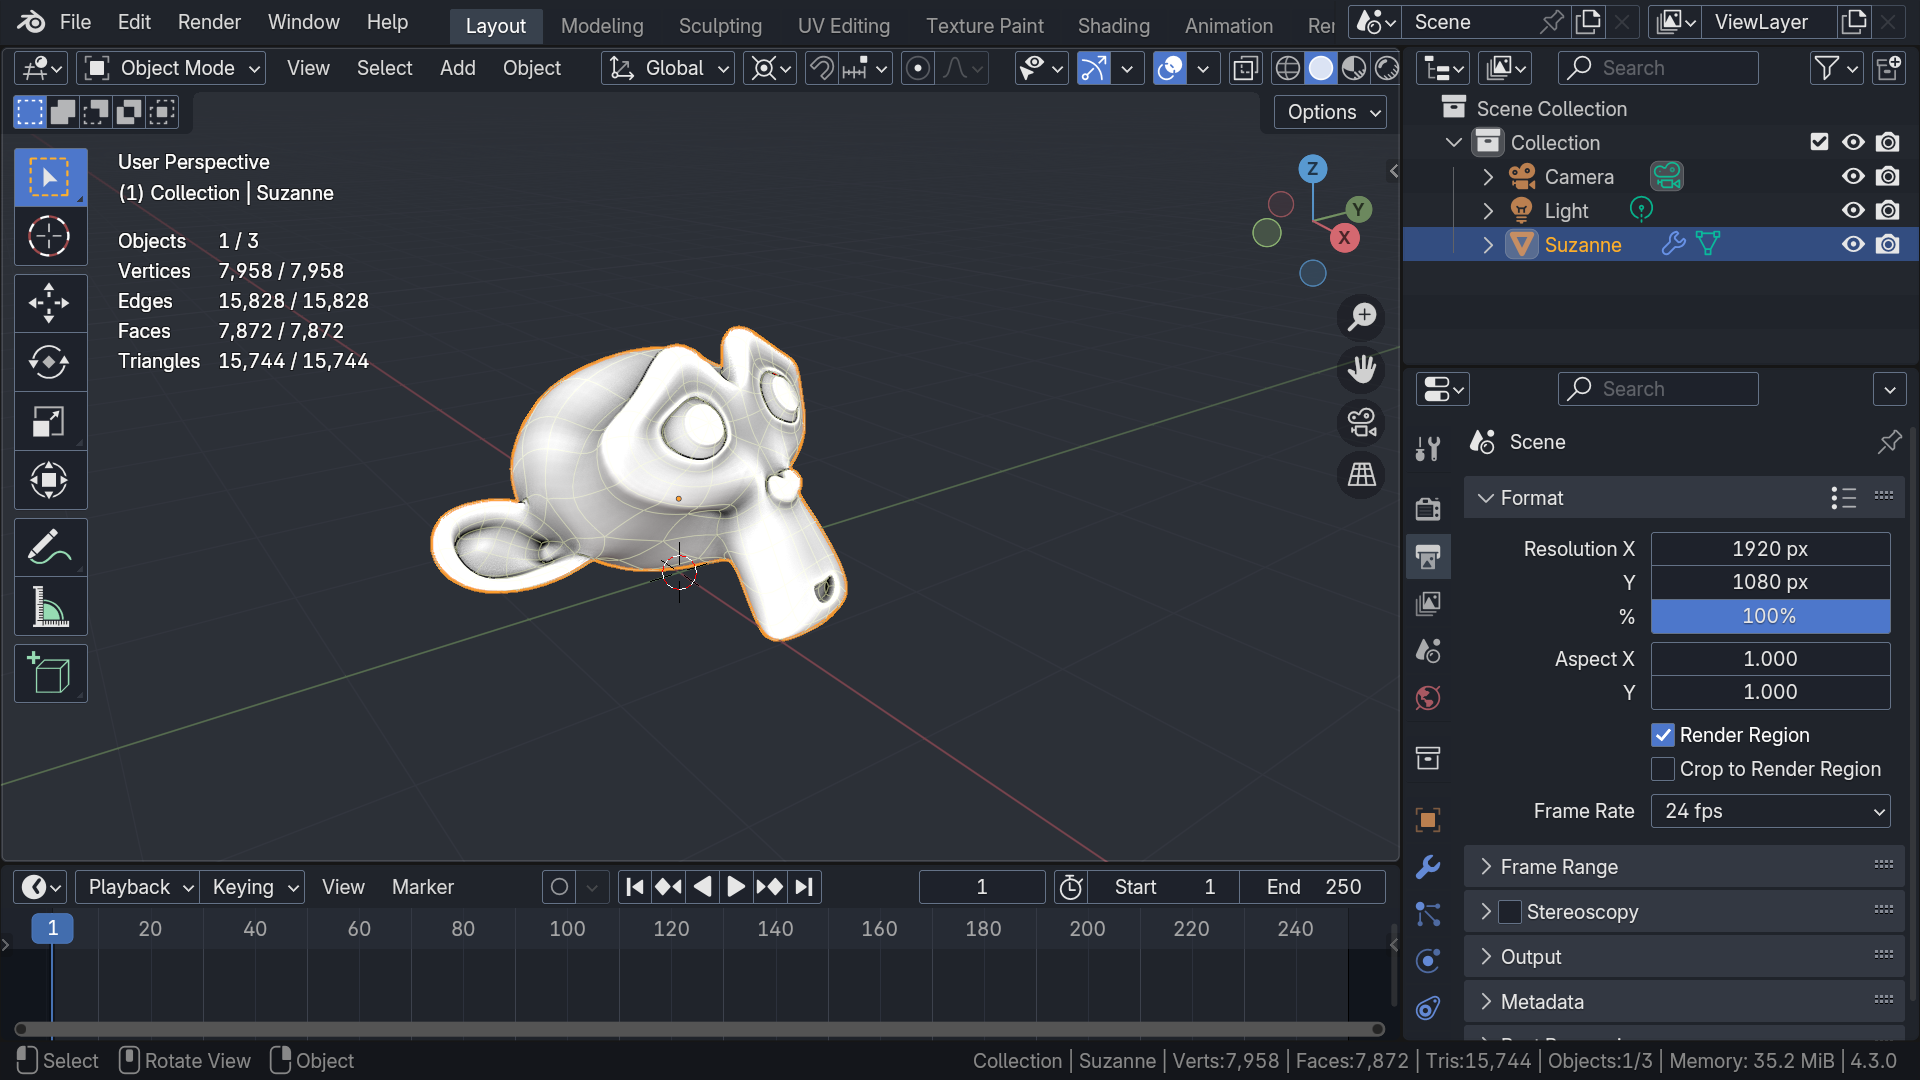 File Edit Render Window Help Layout Modeling Sculpting UV Editing Texture Paint Shading Animation Scene ViewLayer
Object Mode View Select Add Object Global
Search
Options
User Perspective
(1) Collection | Suzanne
Objects 1 / 3
Vertices 7,958 / 7,958
Edges 15,828 / 15,828
Faces 7,872 / 7,872
Triangles 15,744 / 15,744
Z
Y
X
Scene Collection
Collection
Camera
Light
Suzanne
Search
Scene
Format
Resolution X 1920 px
Y 1080 px
% 100%
Aspect X 1.000
Y 1.000
Render Region
Crop to Render Region
Frame Rate 24 fps
Frame Range
Stereoscopy
Output
Metadata
Playback Keying View Marker 1 Start 1 End 250
1 20 40 60 80 100 120 140 160 180 200 220 240
Select Rotate View Object Collection | Suzanne | Verts:7,958 | Faces:7,872 | Tris:15,744 | Objects:1/3 | Memory: 35.2 MiB | 4.3.0